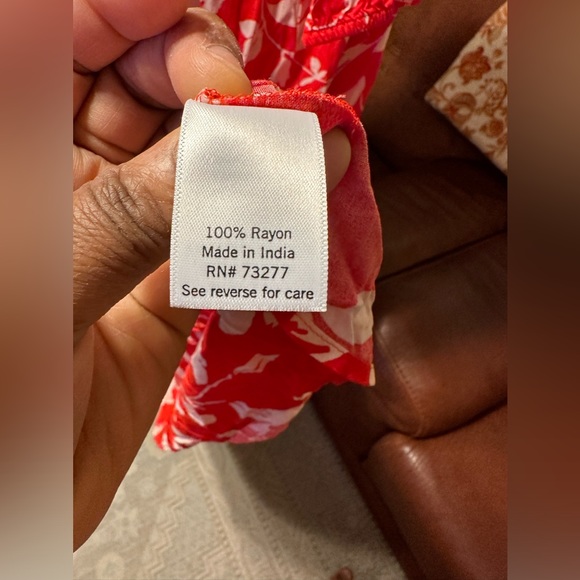 100% Rayon
Made in India
RN# 73277
See reverse for care